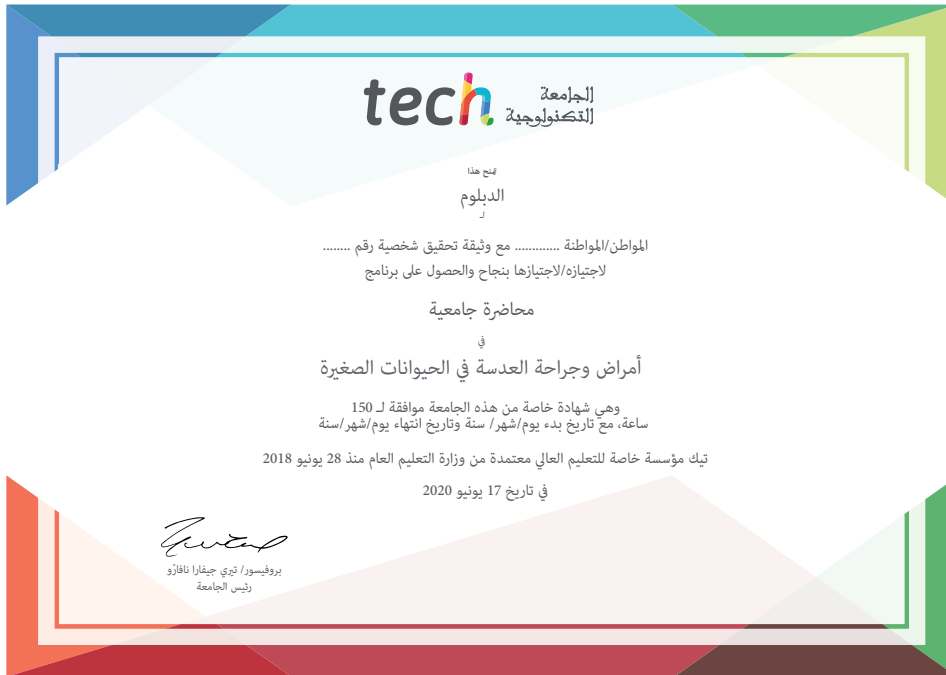 tech الجامعة
التكنولوجية
يمنح هذا
الدبلوم
لـ
المواطن/المواطنة ............ مع وثيقة تحقيق شخصية رقم ........
لاجتيازه/لاجتيازها بنجاح والحصول على برنامج
محاضرة جامعية
في
أمراض وجراحة العدسة في الحيوانات الصغيرة
وهي شهادة خاصة من هذه الجامعة موافقة لـ 150
ساعة، مع تاريخ بدء يوم/شهر/ سنة وتاريخ انتهاء يوم/شهر/سنة
تيك مؤسسة خاصة للتعليم العالي معتمدة من وزارة التعليم العام منذ 28 يونيو 2018
في تاريخ 17 يونيو 2020
بروفيسور/ تيري جيفارا نافارّو
رئيس الجامعة